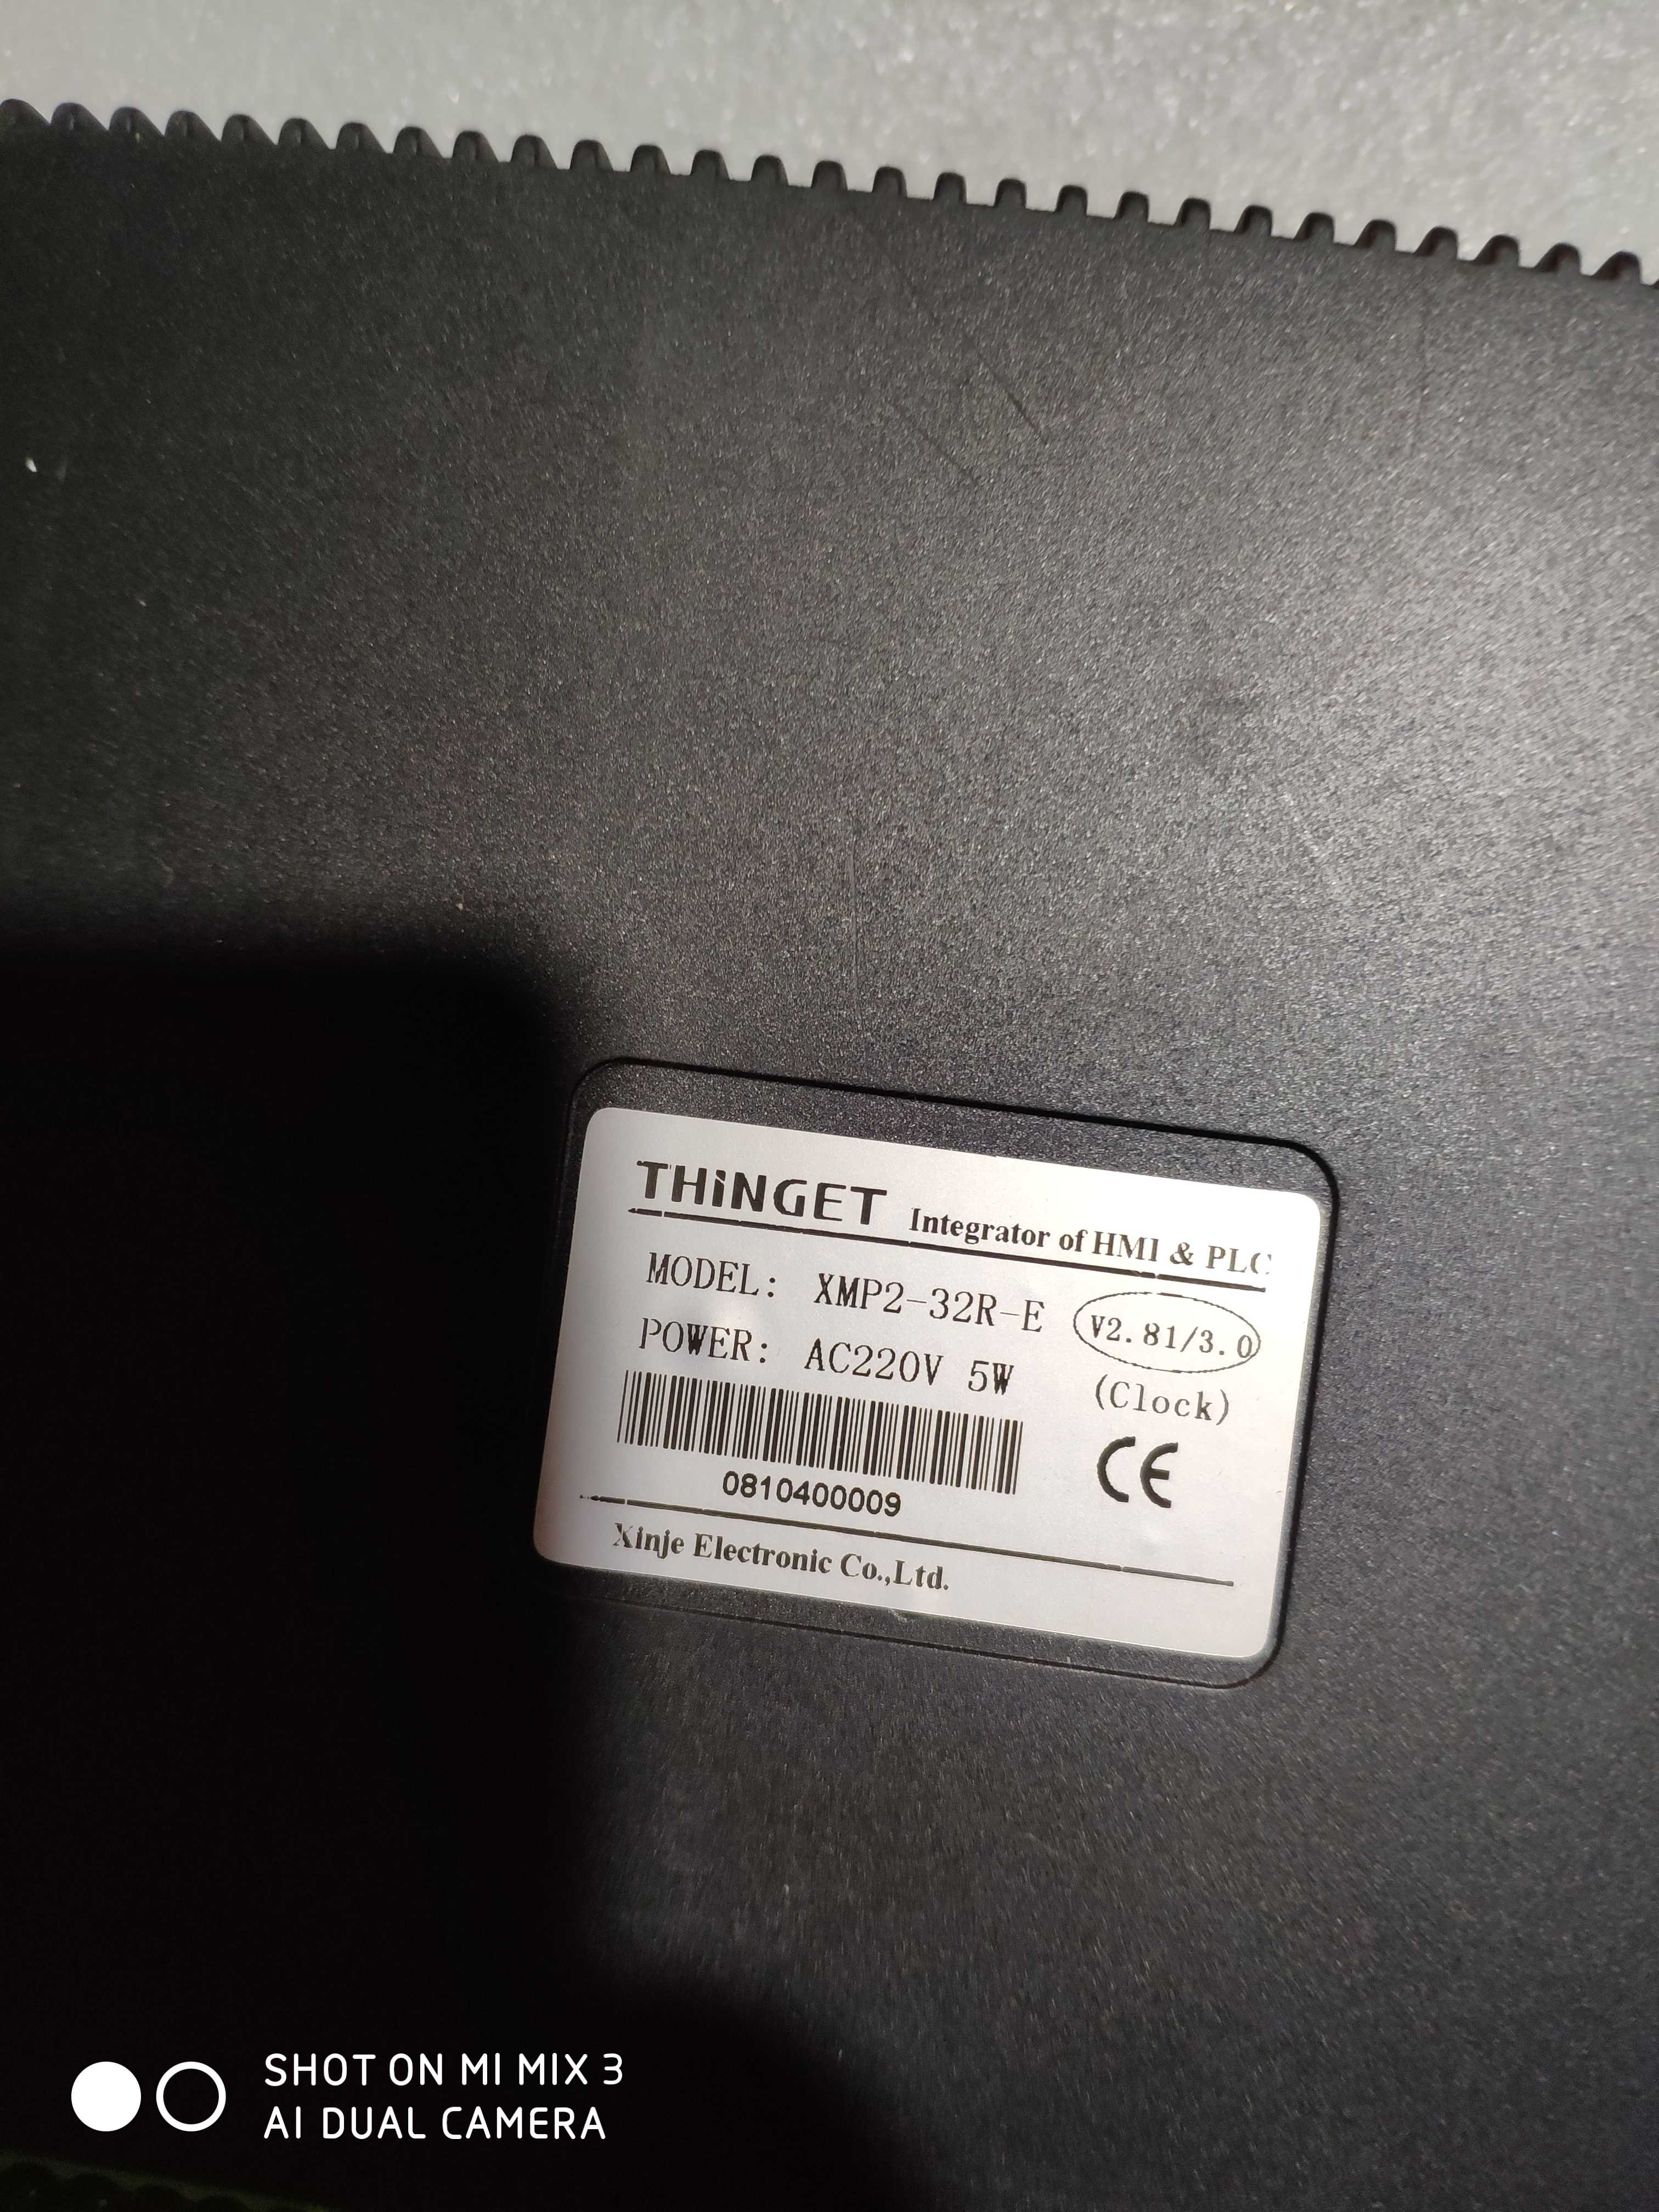 THiNGET Integrator of HMI & PLC
MODEL: XMP2-32R-E V2.81/3.0
POWER: AC220V 5W (Clock)
CE
0810400009
Xinje Electronic Co.,Ltd.
SHOT ON MI MIX 3
AI DUAL CAMERA